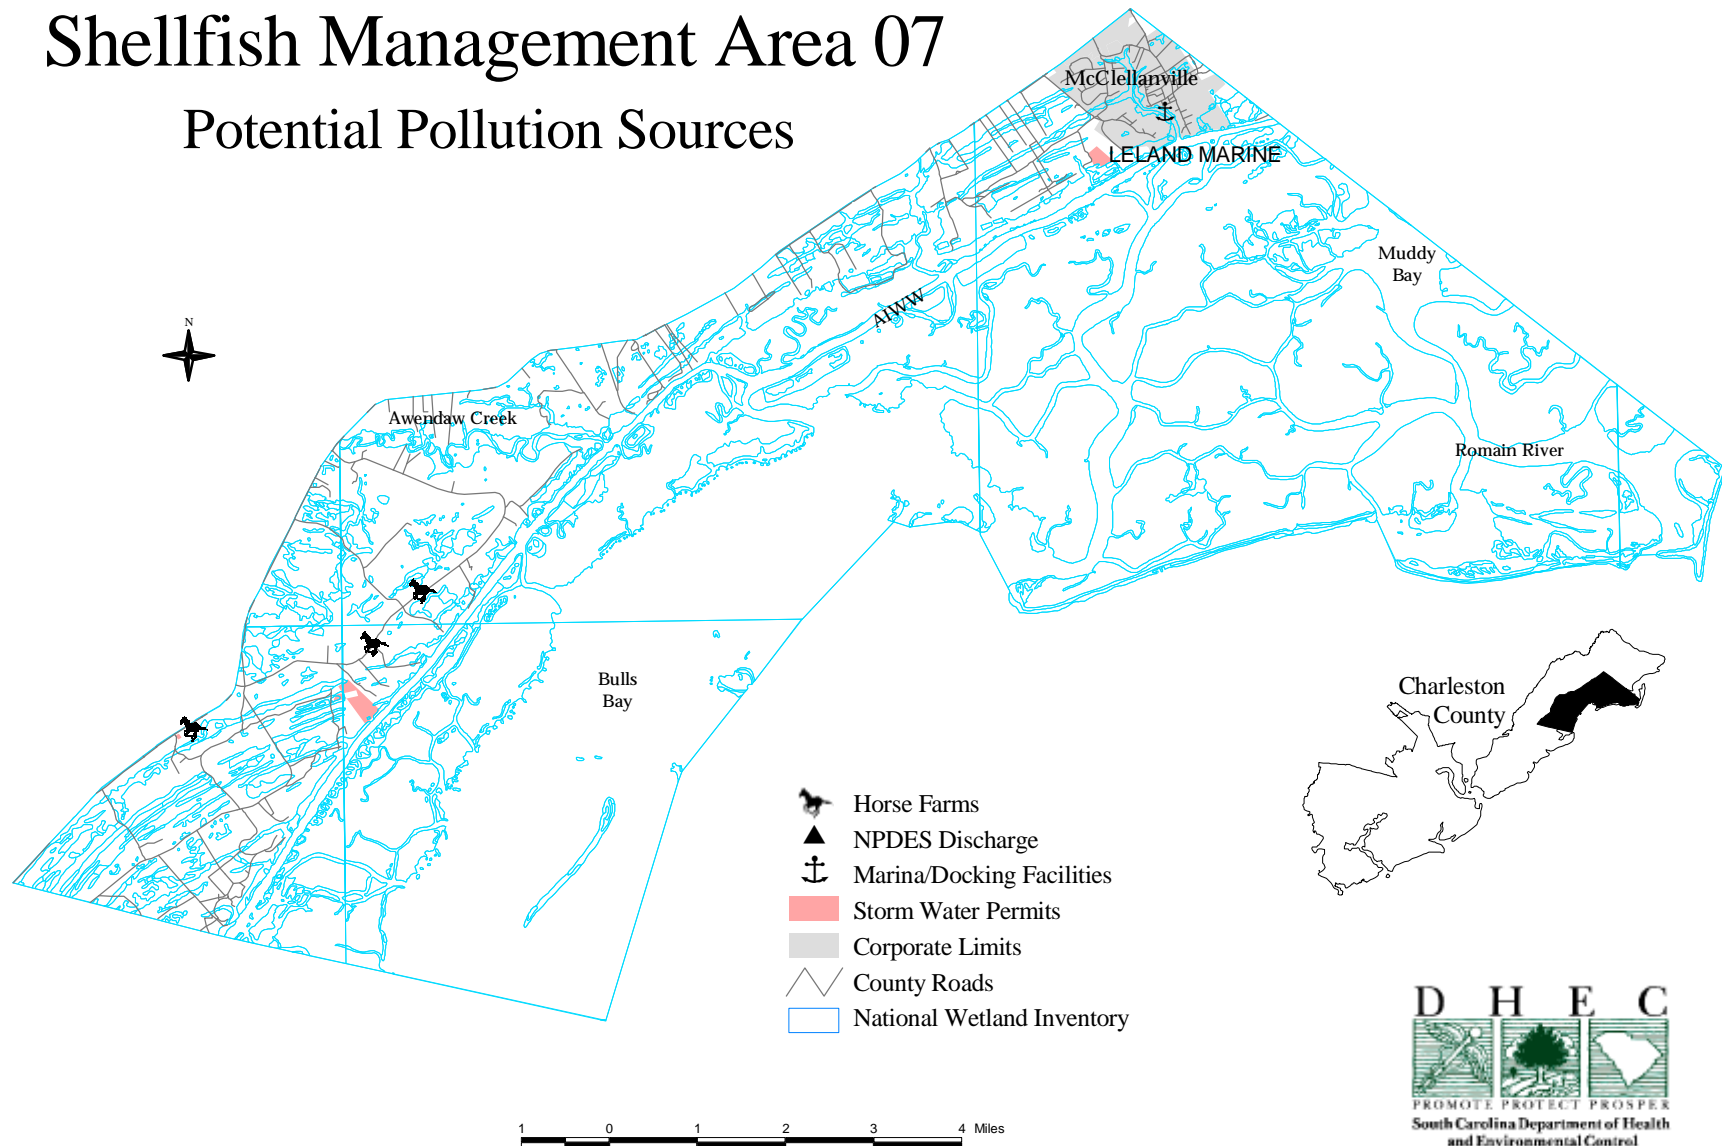 Shellfish Management Area 07
Potential Pollution Sources
McClellanville
LELAND MARINE
Muddy
Bay
AIWW
N
Awendaw Creek
Romain River
Bulls
Bay
Charleston
County
Horse Farms
NPDES Discharge
Marina/Docking Facilities
Storm Water Permits
Corporate Limits
County Roads
National Wetland Inventory
D H E C
PROMOTE PROTECT PROSPER
South Carolina Department of Health
and Environmental Control
1 0 1 2 3 4 Miles